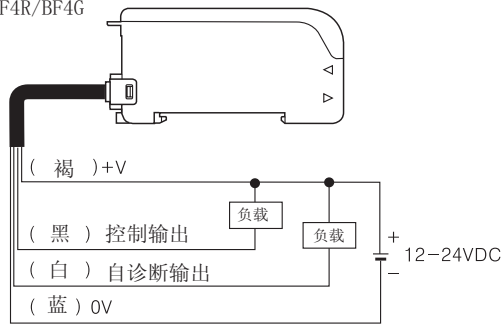 F4R/BF4G
( 褐 )+V
负载
( 黑 ) 控制输出
负载
+
12-24VDC
−
( 白 ) 自诊断输出
( 蓝 ) 0V